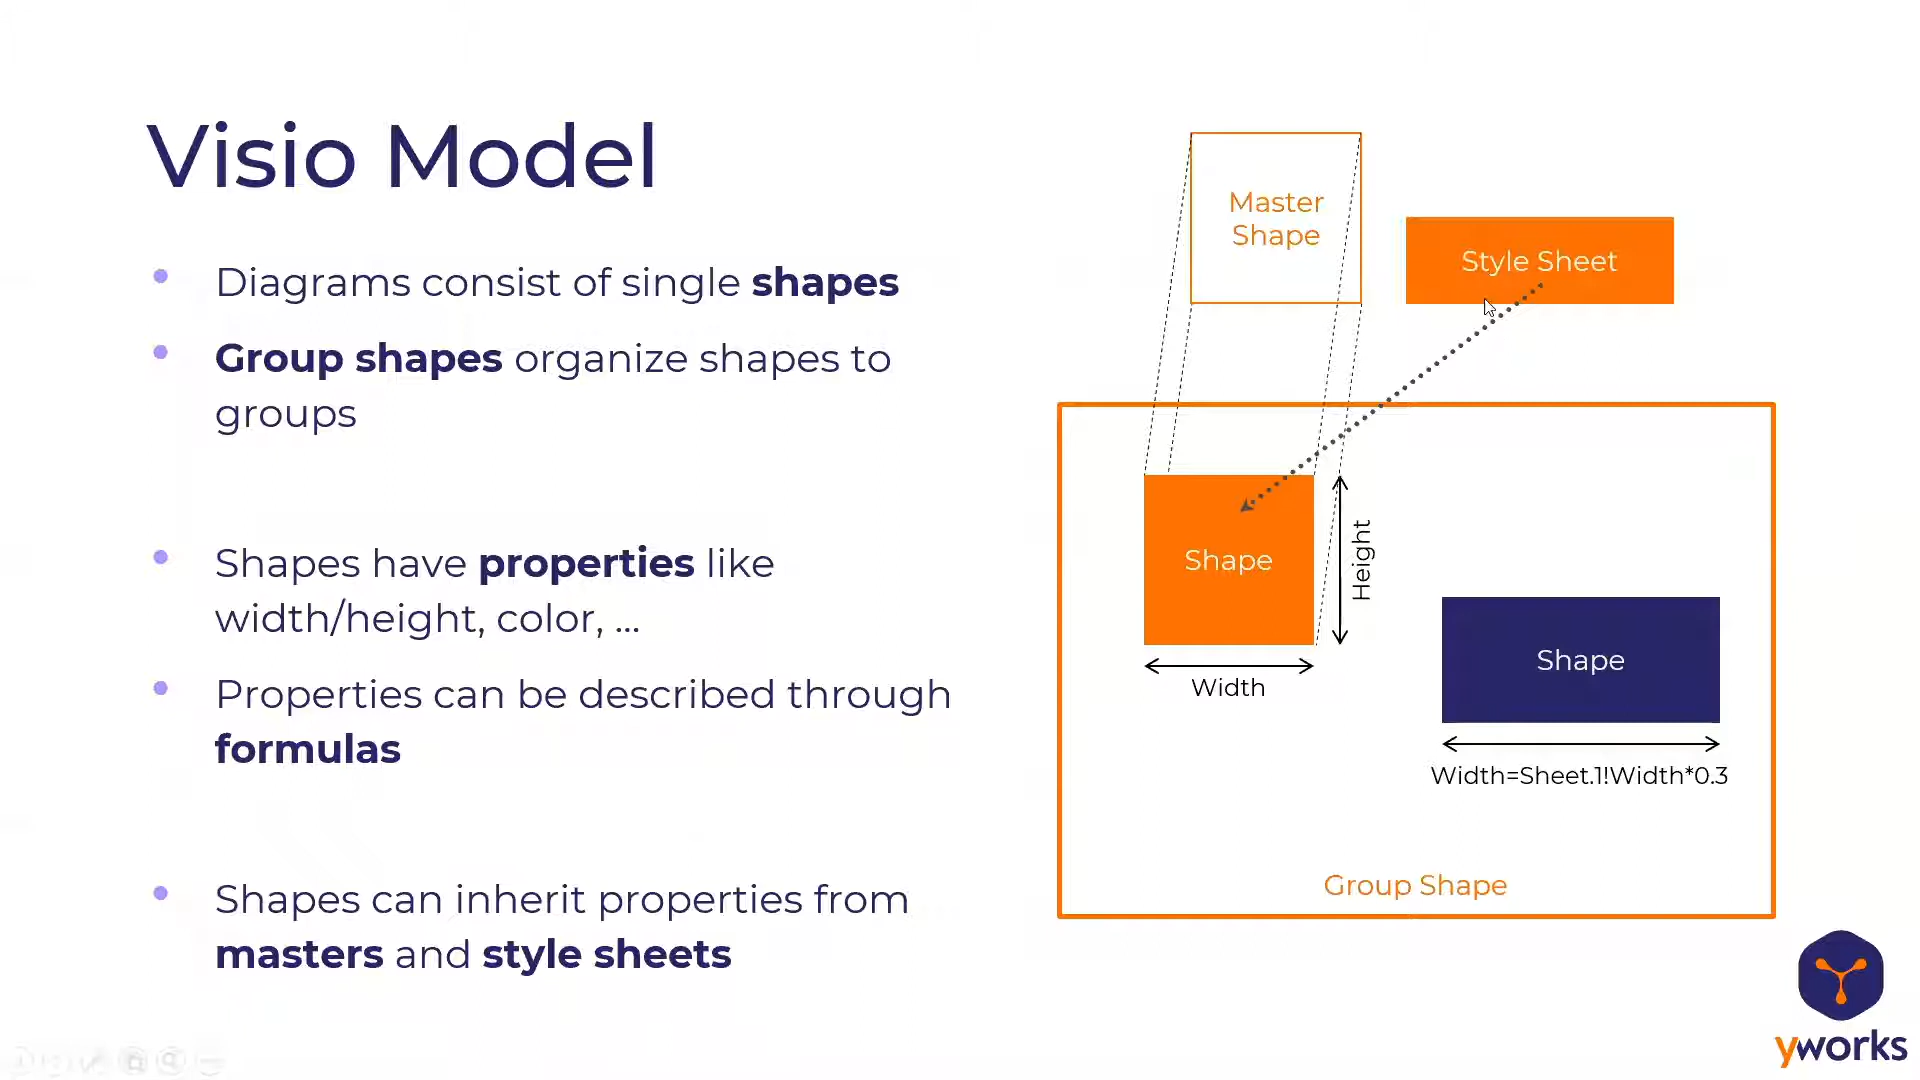 Visio Model
Diagrams consist of single shapes
Group shapes organize shapes to
groups
Shapes have properties like
width/height, color, ...
Properties can be described through
formulas
Shapes can inherit properties from
masters and style sheets
Master
Shape
Style Sheet
Shape
Height
Width
Shape
Width=Sheet.1!Width*0.3
Group Shape
yworks